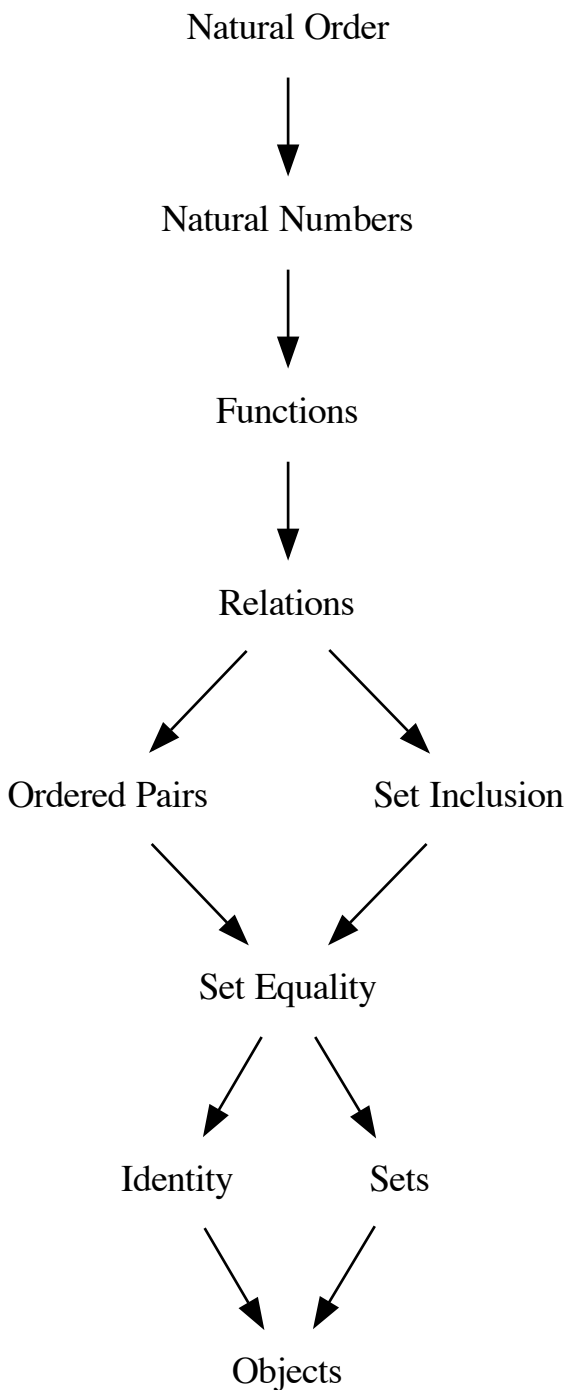 Natural Order
Natural Numbers
Functions
Relations
Ordered Pairs
Set Inclusion
Set Equality
Identity
Sets
Objects